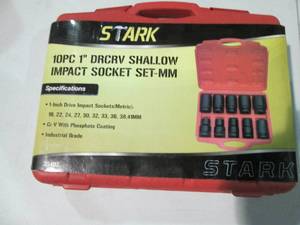 STARK
10PC 1" DRCRV SHALLOW
IMPACT SOCKET SET-MM
Specifications
• 1-Inch Drive Impact Sockets/Metric:
22, 24, 27, 30, 32, 33, 36, 38, 41MM
• Cr-V With Phosphate Coating
• Industrial Grade
STARK